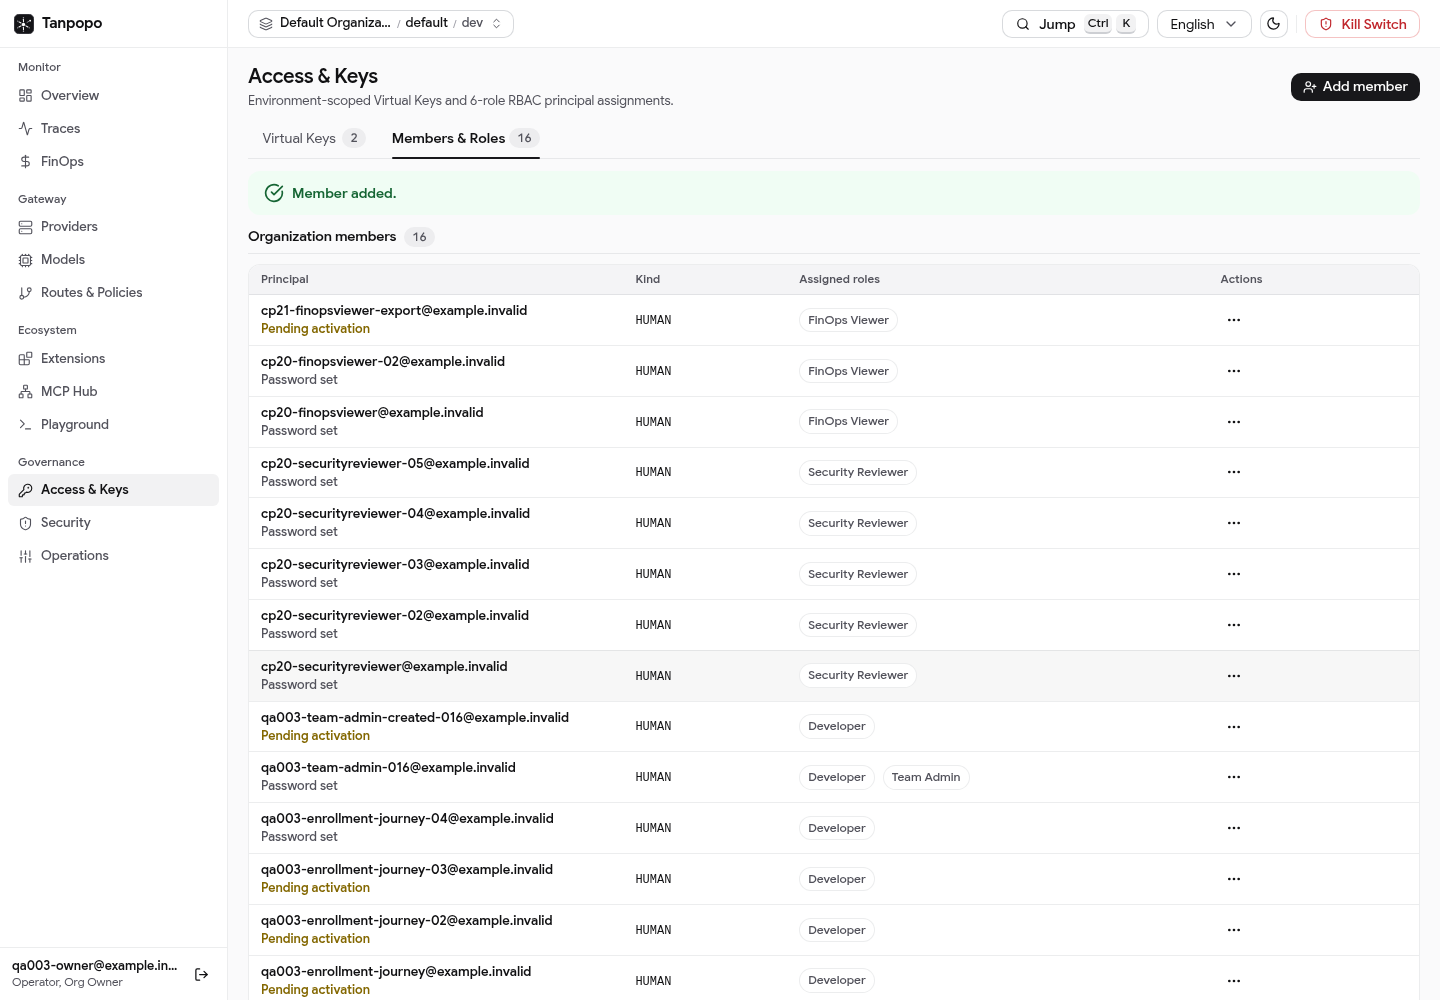 Tanpopo
Default Organiza... / default / dev
Jump Ctrl K
English
Kill Switch
Monitor
Overview
Traces
FinOps
Gateway
Providers
Models
Routes & Policies
Ecosystem
Extensions
MCP Hub
Playground
Governance
Access & Keys
Security
Operations
qa003-owner@example.in...
Operator, Org Owner
Access & Keys
Environment-scoped Virtual Keys and 6-role RBAC principal assignments.
Add member
Virtual Keys 2
Members & Roles 16
Member added.
Organization members 16
Principal Kind Assigned roles Actions
cp21-finopsviewer-export@example.invalid
Pending activation
HUMAN
FinOps Viewer
cp20-finopsviewer-02@example.invalid
Password set
HUMAN
FinOps Viewer
cp20-finopsviewer@example.invalid
Password set
HUMAN
FinOps Viewer
cp20-securityreviewer-05@example.invalid
Password set
HUMAN
Security Reviewer
cp20-securityreviewer-04@example.invalid
Password set
HUMAN
Security Reviewer
cp20-securityreviewer-03@example.invalid
Password set
HUMAN
Security Reviewer
cp20-securityreviewer-02@example.invalid
Password set
HUMAN
Security Reviewer
cp20-securityreviewer@example.invalid
Password set
HUMAN
Security Reviewer
qa003-team-admin-created-016@example.invalid
Pending activation
HUMAN
Developer
qa003-team-admin-016@example.invalid
Password set
HUMAN
Developer Team Admin
qa003-enrollment-journey-04@example.invalid
Password set
HUMAN
Developer
qa003-enrollment-journey-03@example.invalid
Pending activation
HUMAN
Developer
qa003-enrollment-journey-02@example.invalid
Pending activation
HUMAN
Developer
qa003-enrollment-journey@example.invalid
Pending activation
HUMAN
Developer